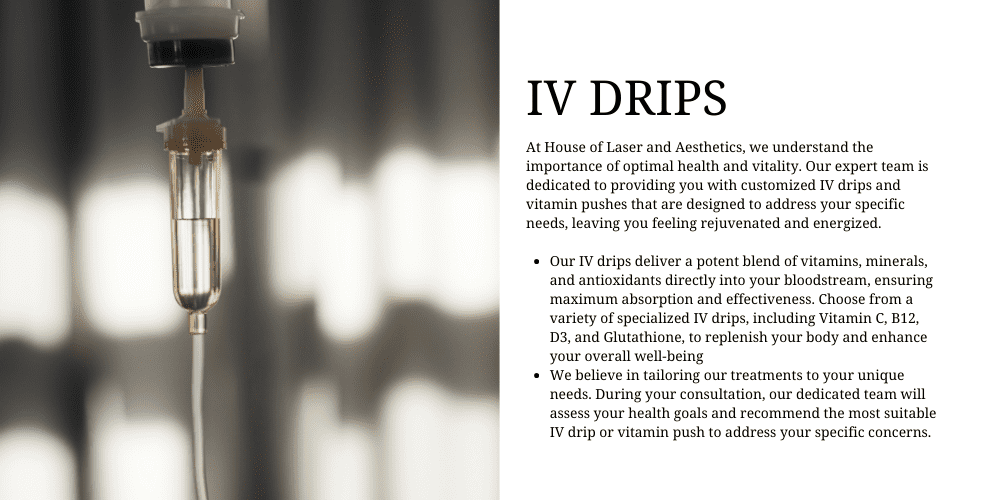 IV DRIPS
At House of Laser and Aesthetics, we understand the
importance of optimal health and vitality. Our expert team is
dedicated to providing you with customized IV drips and
vitamin pushes that are designed to address your specific
needs, leaving you feeling rejuvenated and energized.
• Our IV drips deliver a potent blend of vitamins, minerals,
and antioxidants directly into your bloodstream, ensuring
maximum absorption and effectiveness. Choose from a
variety of specialized IV drips, including Vitamin C, B12,
D3, and Glutathione, to replenish your body and enhance
your overall well-being
• We believe in tailoring our treatments to your unique
needs. During your consultation, our dedicated team will
assess your health goals and recommend the most suitable
IV drip or vitamin push to address your specific concerns.